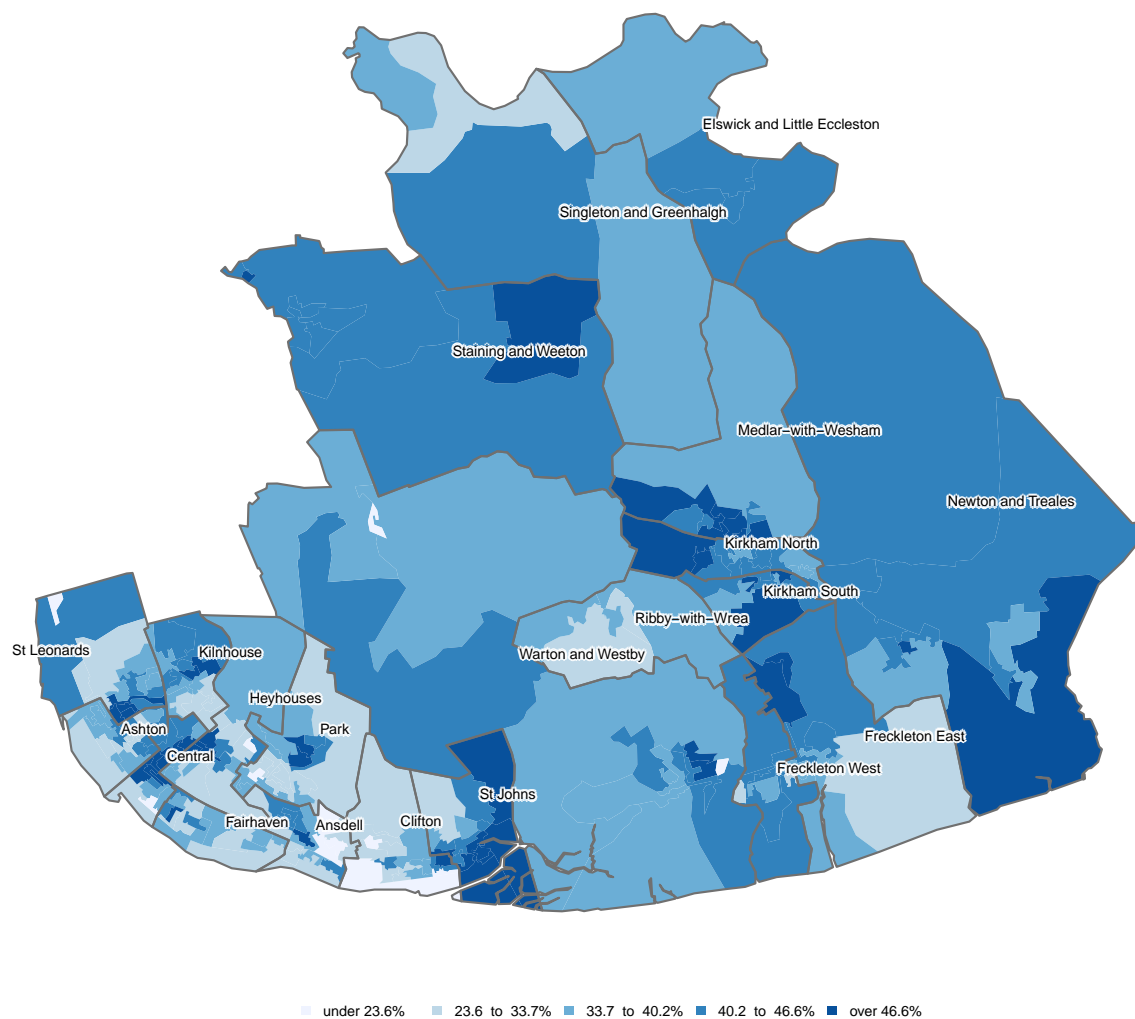 Elswick and Little Eccleston
Singleton and Greenhalgh
Staining and Weeton
Medlar–with–Wesham
Newton and Treales
Kirkham North
Kirkham South
Ribby–with–Wrea
St Leonards
Kilnhouse
Warton and Westby
Heyhouses
Ashton
Park
Freckleton East
Central
Freckleton West
St Johns
Fairhaven
Ansdell
Clifton
under 23.6%
23.6 to 33.7%
33.7 to 40.2%
40.2 to 46.6%
over 46.6%